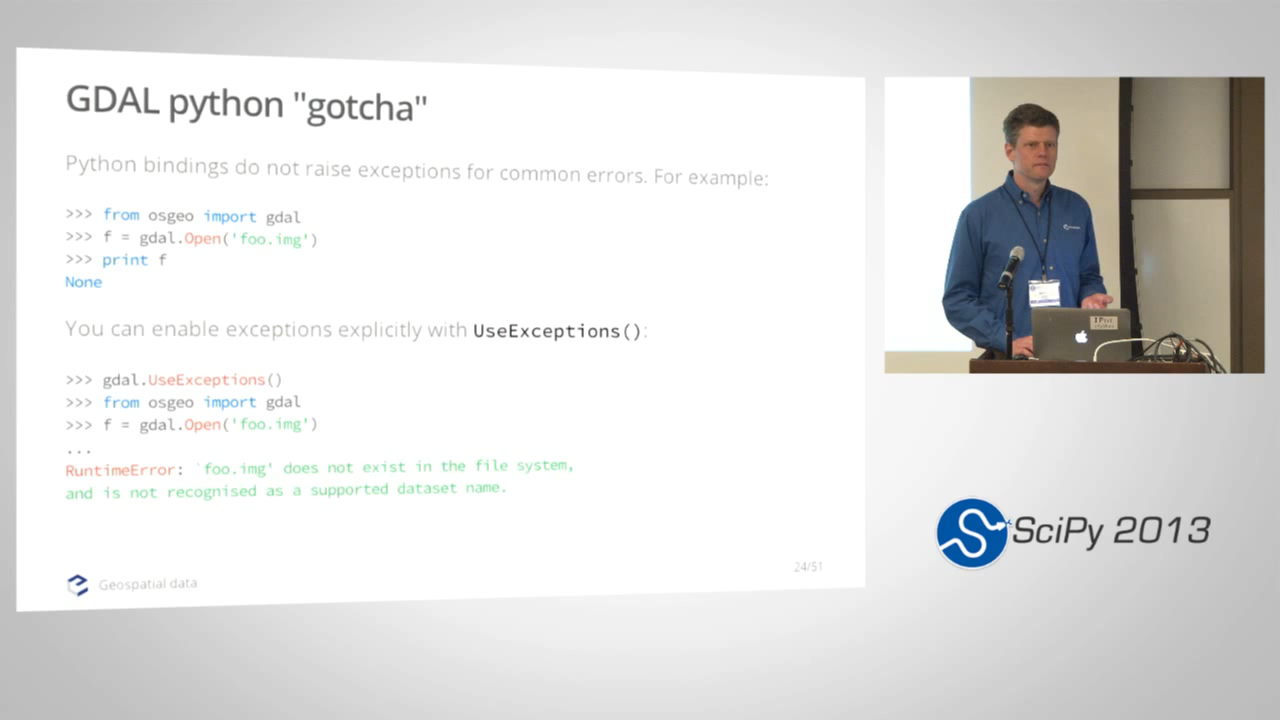 GDAL python "gotcha"
Python bindings do not raise exceptions for common errors. For example:
>>> from osgeo import gdal
>>> f = gdal.Open('foo.img')
>>> print f
None
You can enable exceptions explicitly with UseExceptions():
>>> gdal.UseExceptions()
>>> from osgeo import gdal
>>> f = gdal.Open('foo.img')
...
RuntimeError: `foo.img' does not exist in the file system,
and is not recognised as a supported dataset name.
Geospatial data
24/51
SciPy 2013